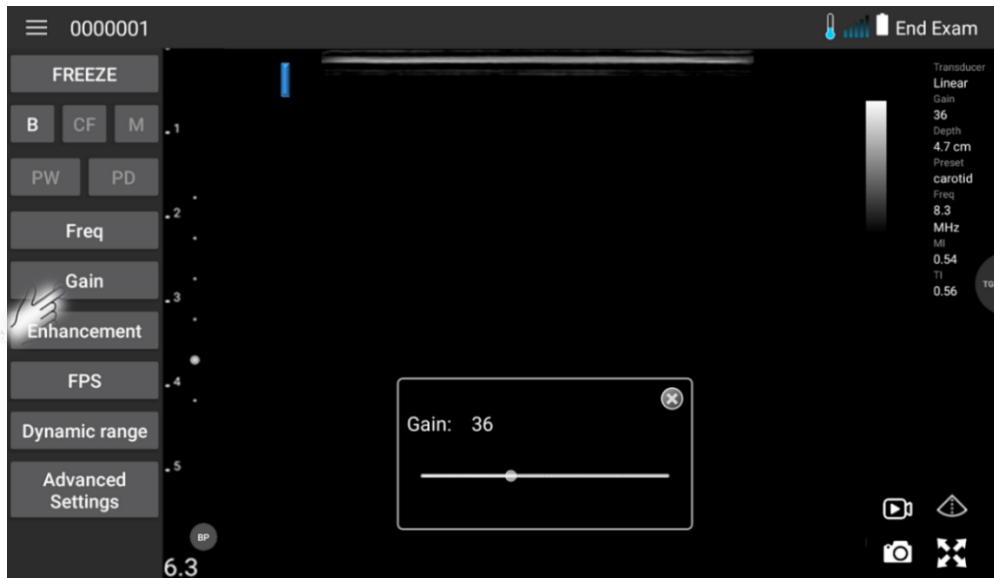 0000001
End Exam
FREEZE
B CF M
PW PD
Freq
Gain
Enhancement
FPS
Dynamic range
Advanced
Settings
1
2
3
4
5
6.3
BP
Gain: 36
Transducer
Linear
Gain
36
Depth
4.7 cm
Preset
carotid
Freq
8.3
MHz
MI
0.54
TI
0.56
TG